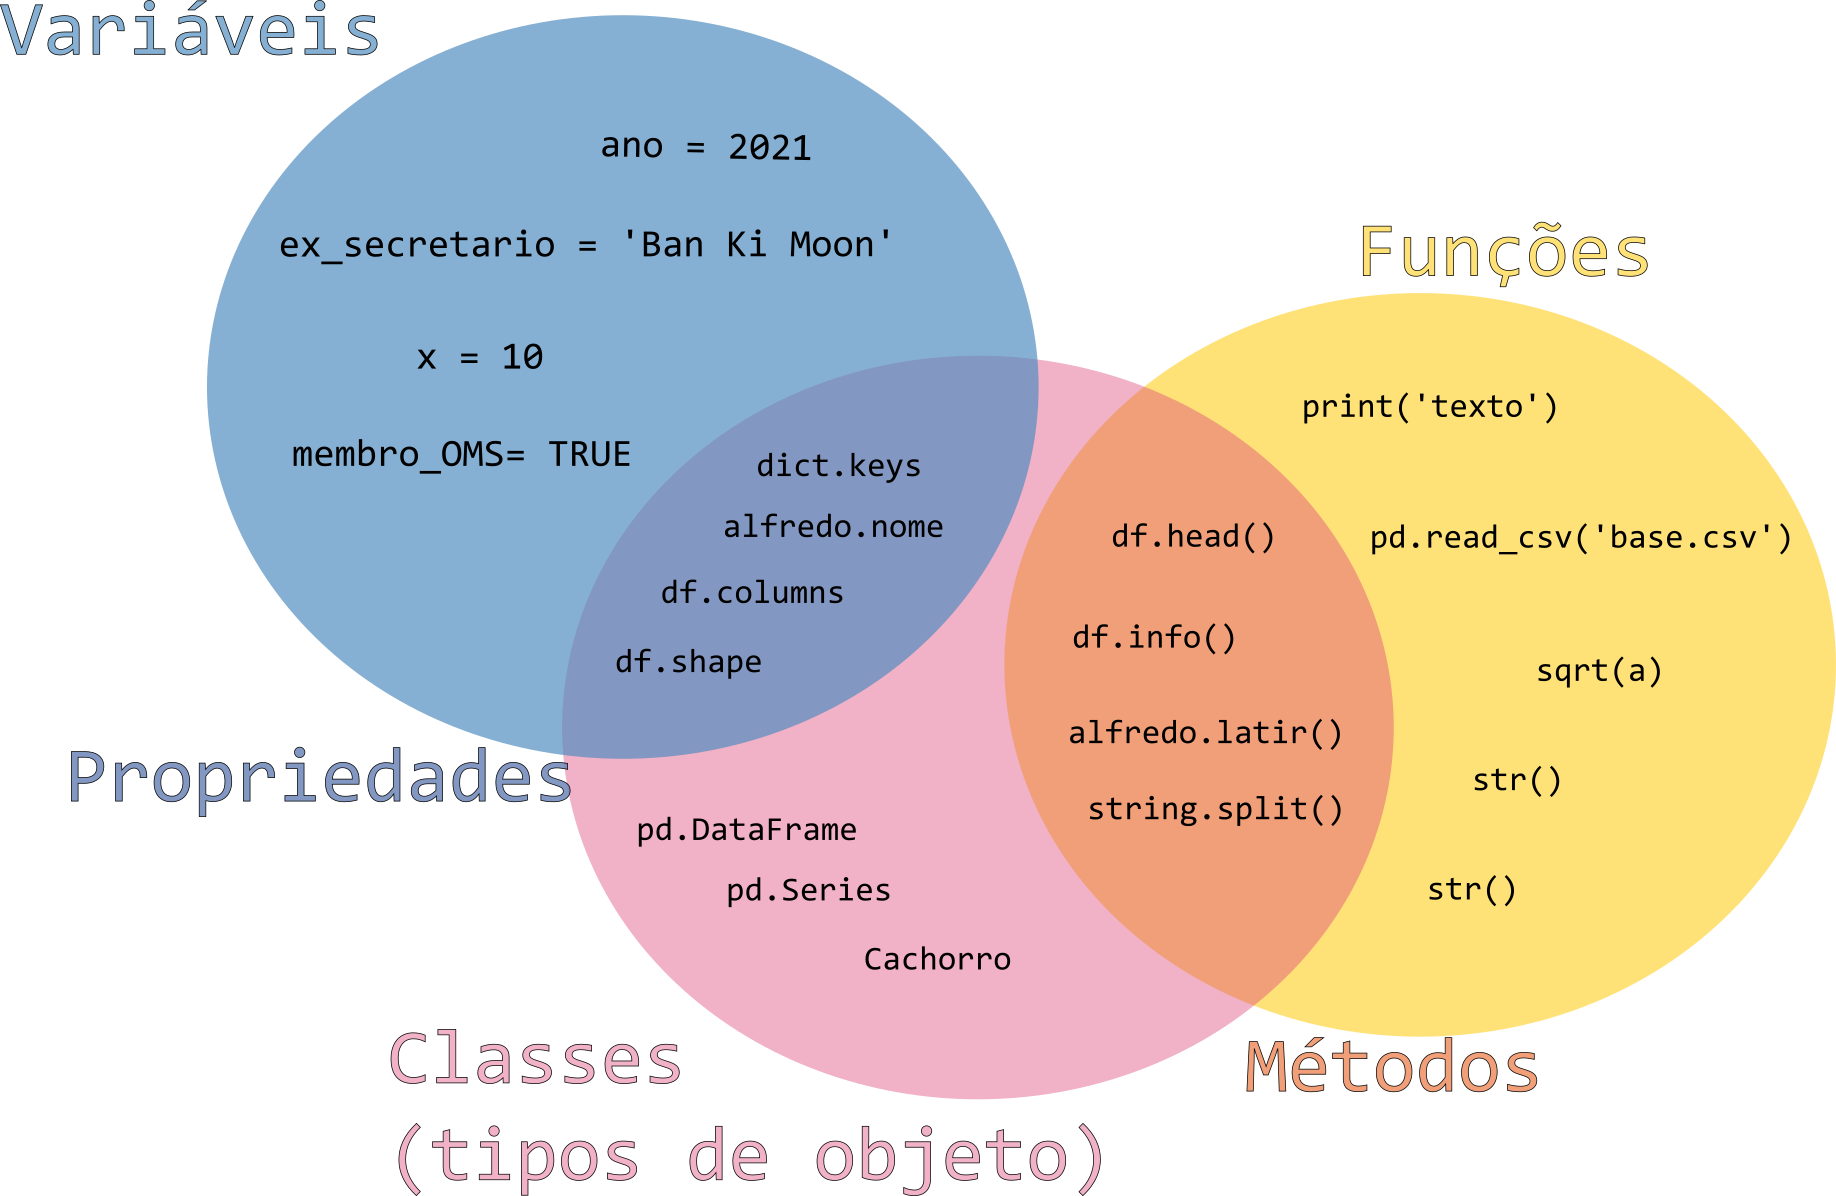 Variáveis
ano = 2021
ex_secretario = 'Ban Ki Moon'
x = 10
membro_OMS= TRUE
dict.keys
alfredo.nome
df.columns
df.shape
Propriedades
pd.DataFrame
pd.Series
Cachorro
Classes
(tipos de objeto)
Funções
print('texto')
pd.read_csv('base.csv')
sqrt(a)
str()
str()
df.head()
df.info()
alfredo.latir()
string.split()
Métodos